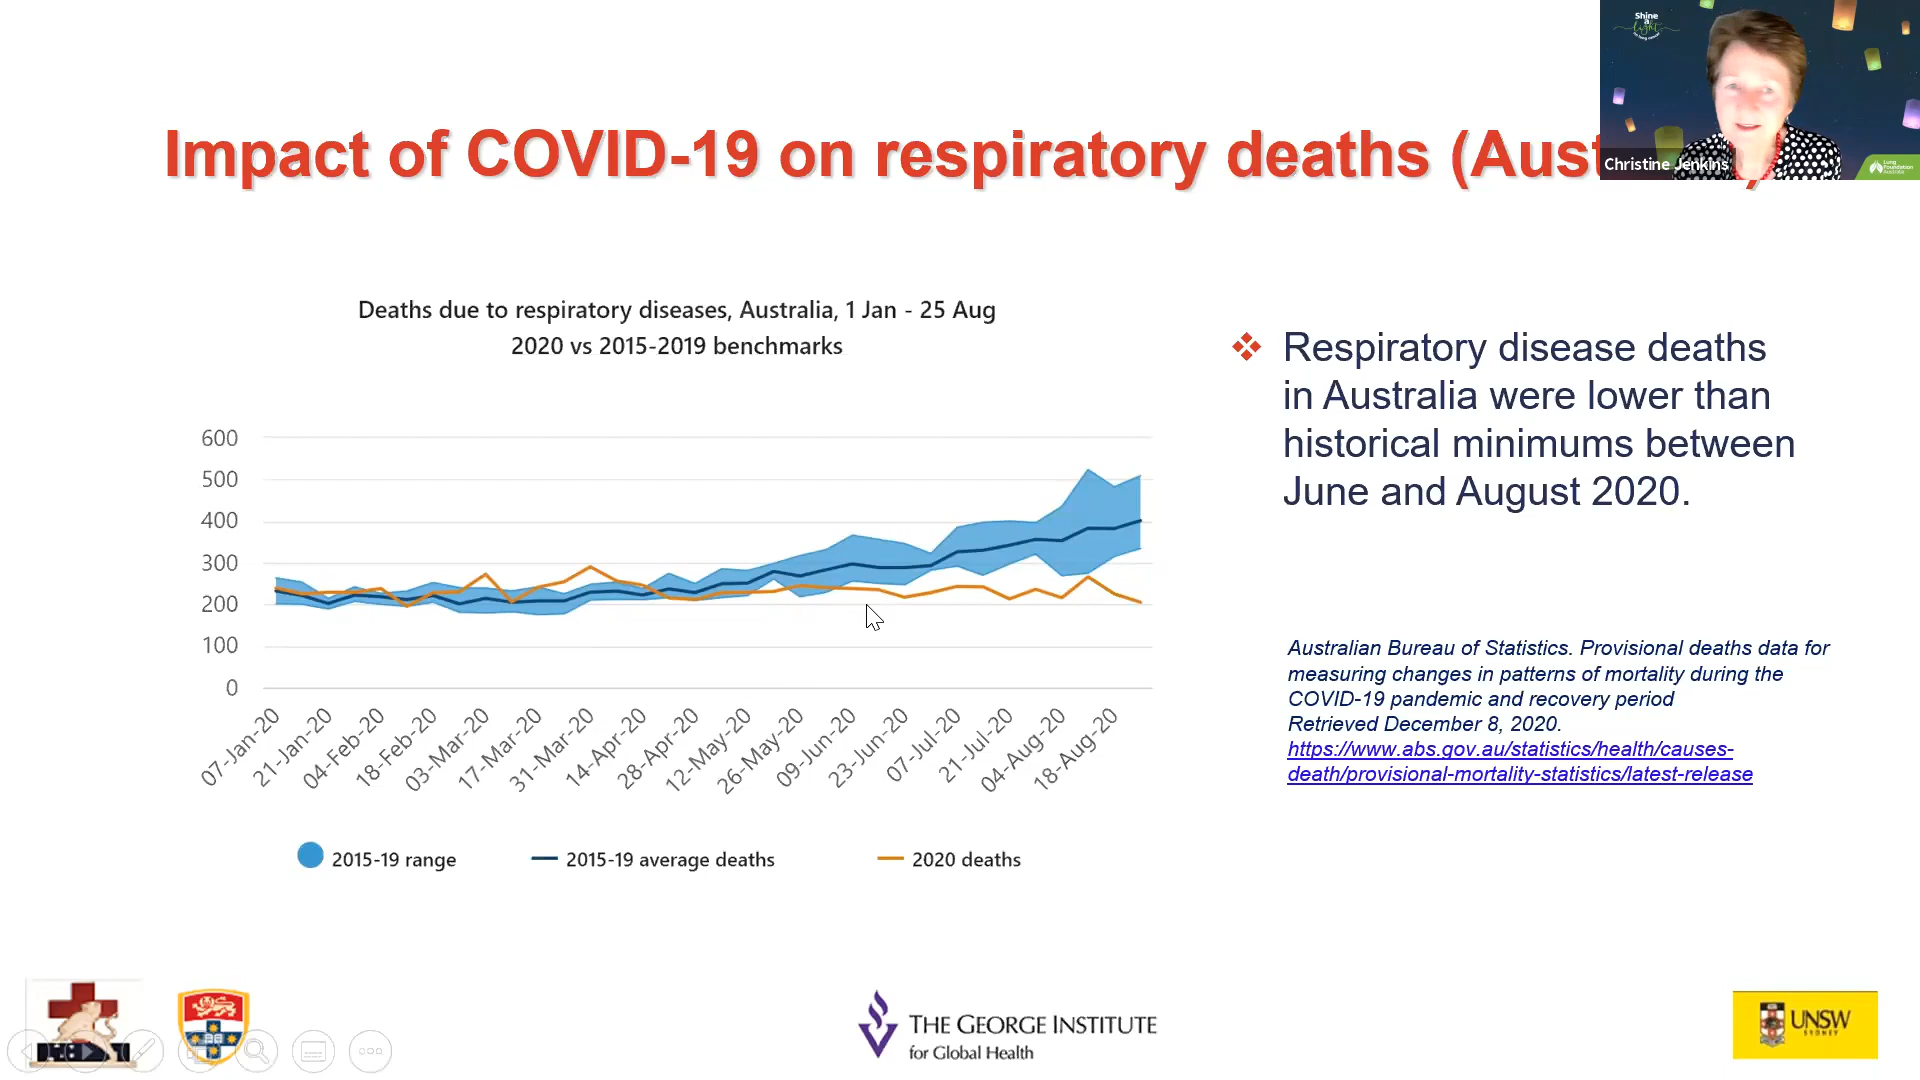 Shine
a
light
on lung cancer
Christine Jenkins
Lung
Foundation
Australia
Impact of COVID-19 on respiratory deaths (Aust
Deaths due to respiratory diseases, Australia, 1 Jan - 25 Aug
2020 vs 2015-2019 benchmarks
600
500
400
300
200
100
0
07-Jan-20
21-Jan-20
04-Feb-20
18-Feb-20
03-Mar-20
17-Mar-20
31-Mar-20
14-Apr-20
28-Apr-20
12-May-20
26-May-20
09-Jun-20
23-Jun-20
07-Jul-20
21-Jul-20
04-Aug-20
18-Aug-20
2015-19 range
2015-19 average deaths
2020 deaths
Respiratory disease deaths
in Australia were lower than
historical minimums between
June and August 2020.
Australian Bureau of Statistics. Provisional deaths data for
measuring changes in patterns of mortality during the
COVID-19 pandemic and recovery period
Retrieved December 8, 2020.
https://www.abs.gov.au/statistics/health/causes-
death/provisional-mortality-statistics/latest-release
THE GEORGE INSTITUTE
for Global Health
UNSW
SYDNEY